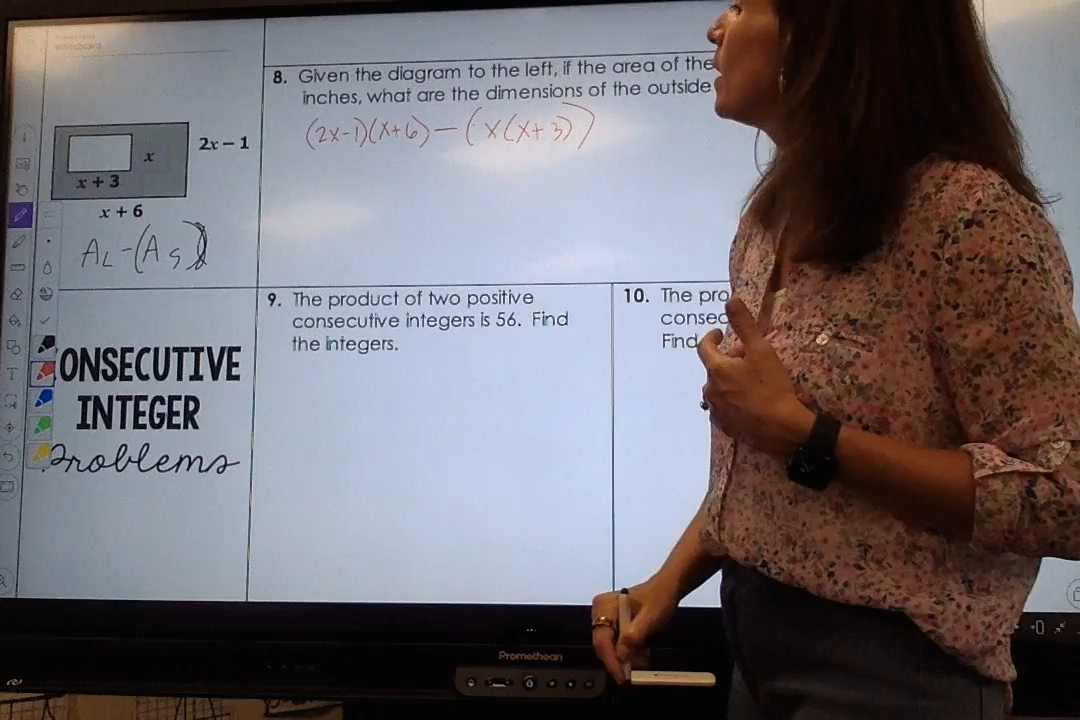 Whiteboard
8. Given the diagram to the left, if the area of the
inches, what are the dimensions of the outside
(2x-1)(x+6)-(x(x+3))
2x – 1
x
x + 3
x + 6
AL-(As)
9. The product of two positive
consecutive integers is 56. Find
the integers.
10. The pro
consec
Find
ONSECUTIVE
INTEGER
Problems
T
Promethean